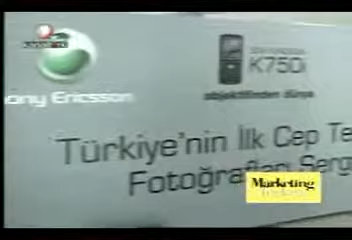 K750i
ony Ericsson
objektifinden dünya
Türkiye'nin İlk Cep Te
Fotoğrafları Serg
Marketing